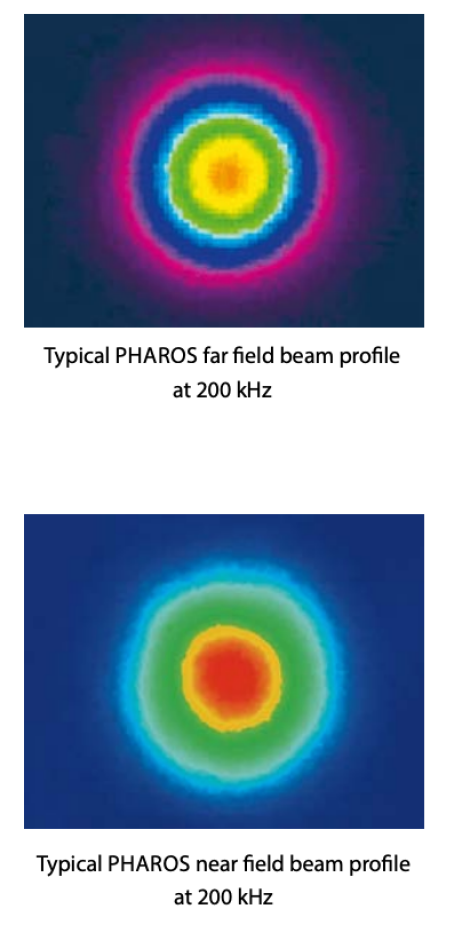 Typical PHAROS far field beam profile
at 200 kHz
Typical PHAROS near field beam profile
at 200 kHz